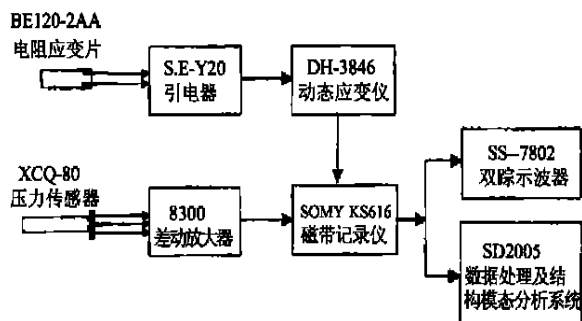 BE120-2AA
电阻应变片
S.E-Y20
引电器
DH-3846
动态应变仪
XCQ-80
压力传感器
8300
差动放大器
SOMY KS616
磁带记录仪
SS-7802
双踪示波器
SD2005
数据处理及结
构模态分析系统